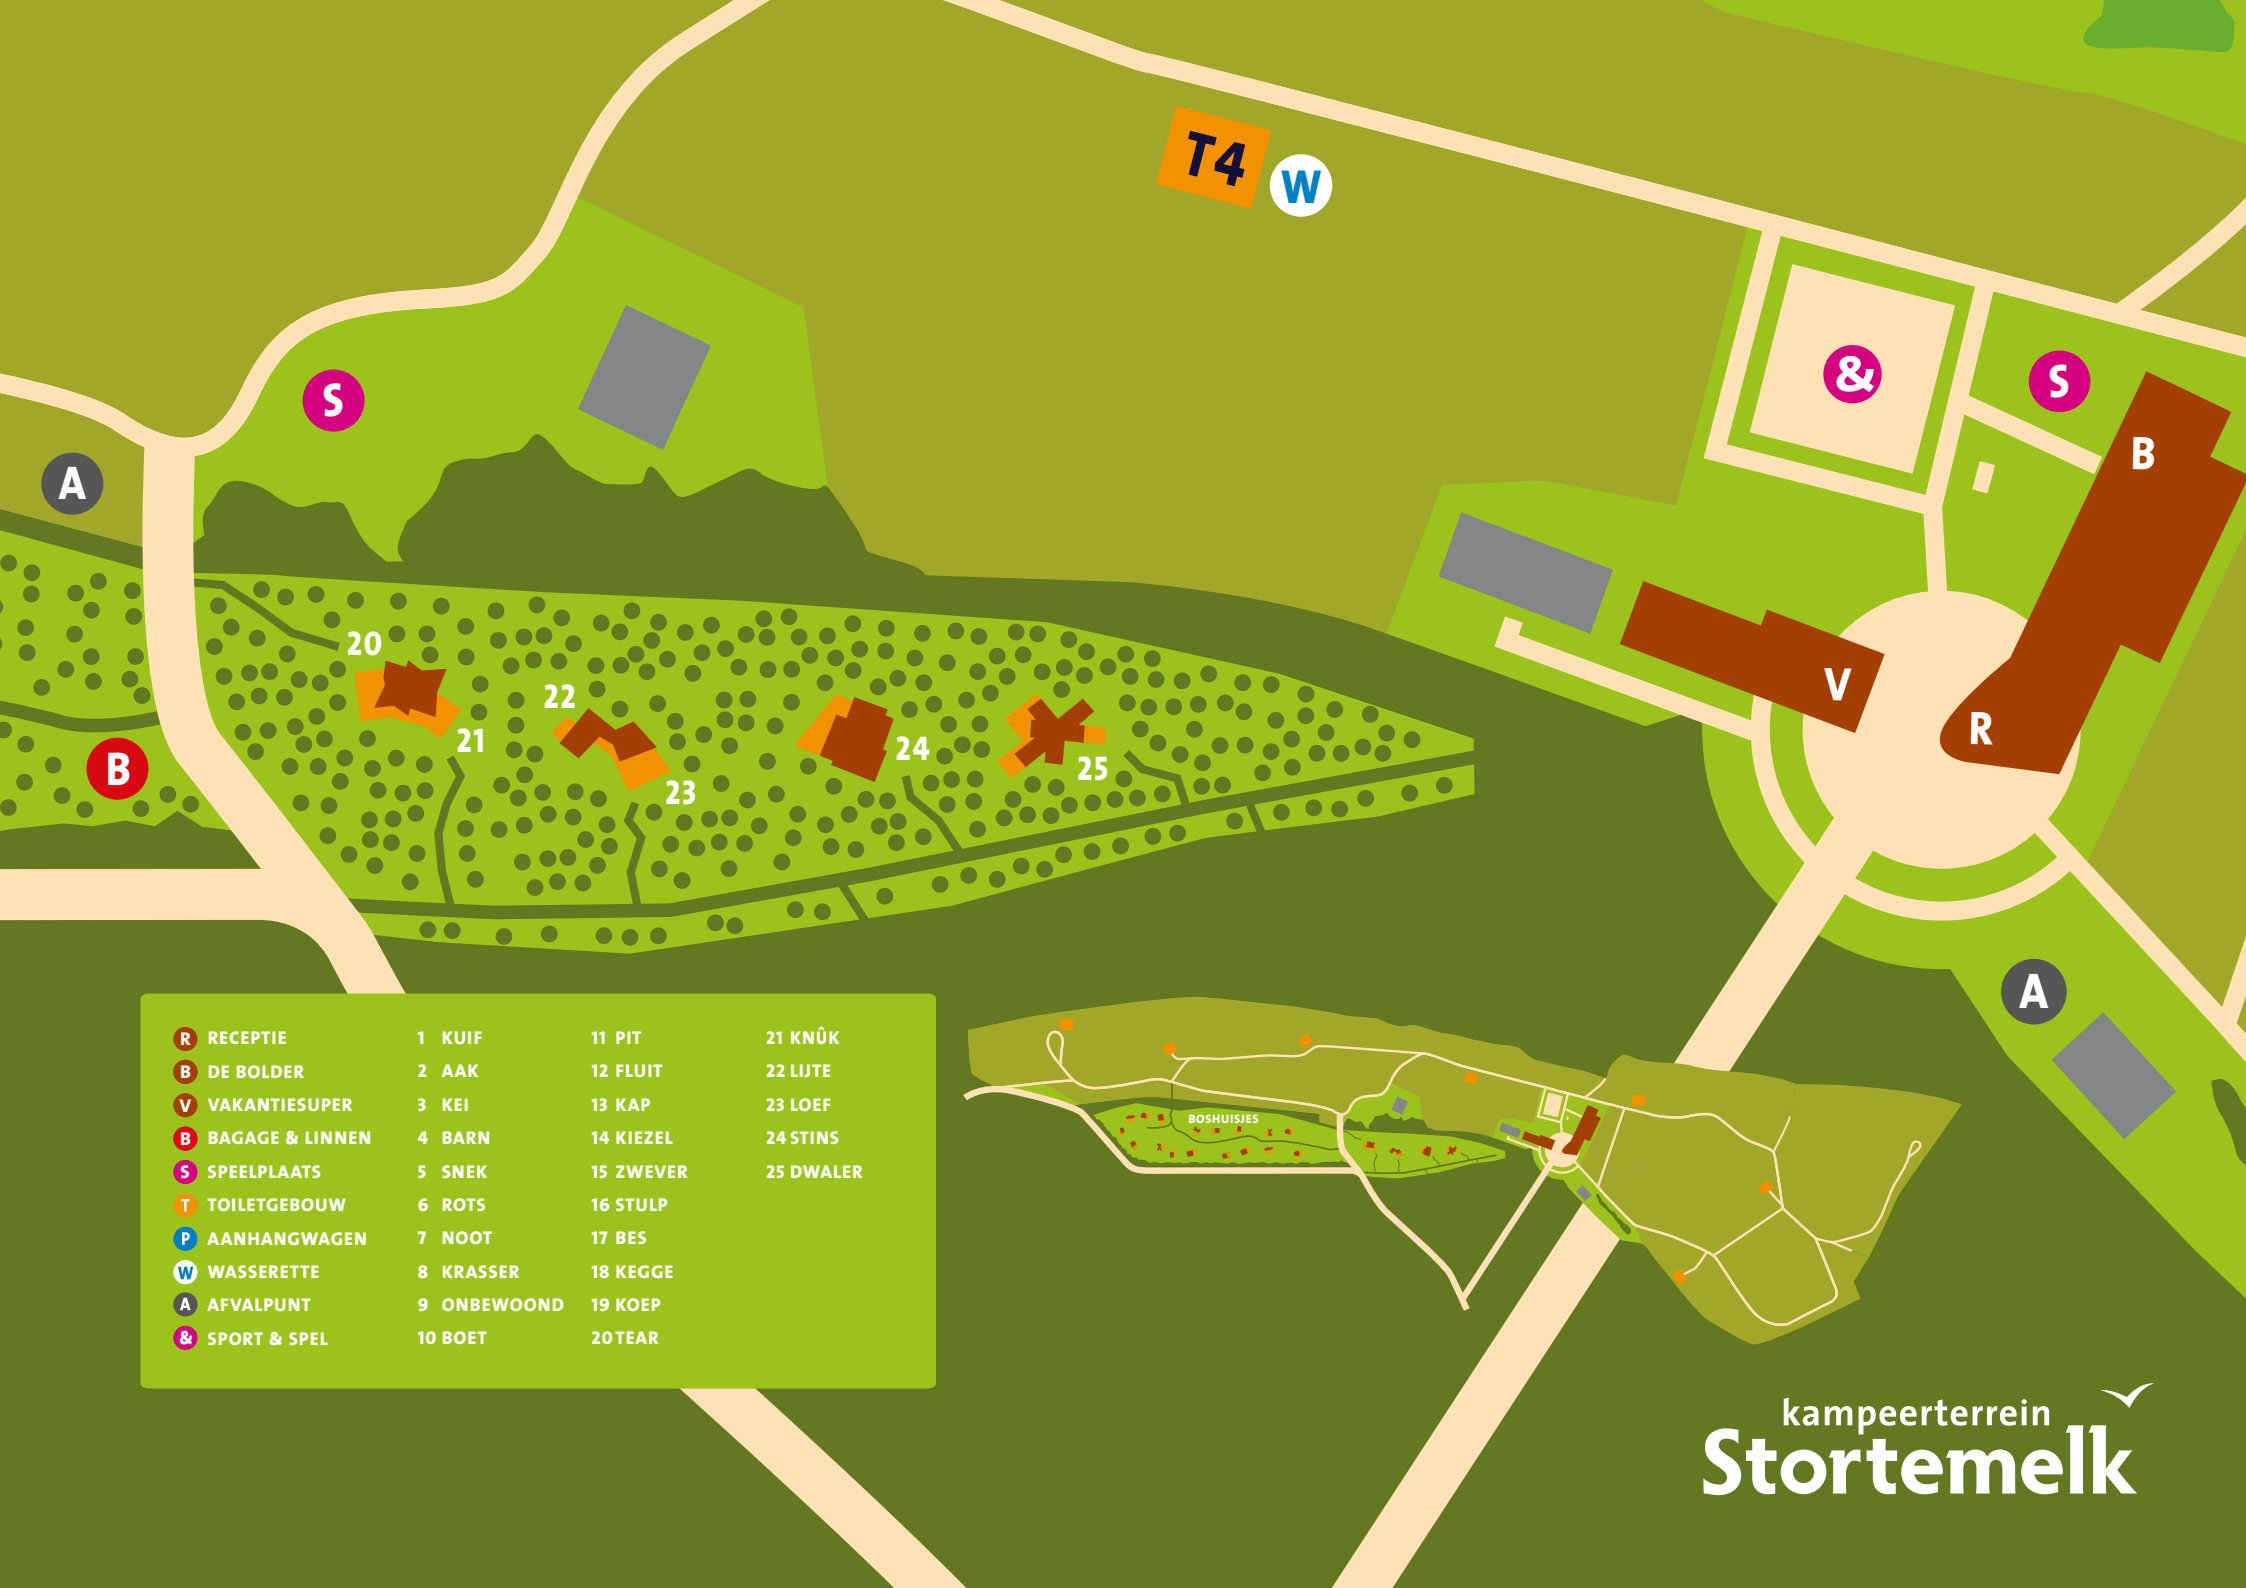 T4
W
&
S
S
B
A
V
R
20
22
21
24
25
23
B
A
R RECEPTIE
B DE BOLDER
V VAKANTIESUPER
B BAGAGE & LINNEN
S SPEELPLAATS
T TOILETGEBOUW
P AANHANGWAGEN
W WASSERETTE
A AFVALPUNT
& SPORT & SPEL
1 KUIF
2 AAK
3 KEI
4 BARN
5 SNEK
6 ROTS
7 NOOT
8 KRASSER
9 ONBEWOOND
10 BOET
11 PIT
12 FLUIT
13 KAP
14 KIEZEL
15 ZWEVER
16 STULP
17 BES
18 KEGGE
19 KOEP
20 TEAR
21 KNÛK
22 LIJTE
23 LOEF
24 STINS
25 DWALER
BOSHUISJES
kampeerterrein
Stortemelk